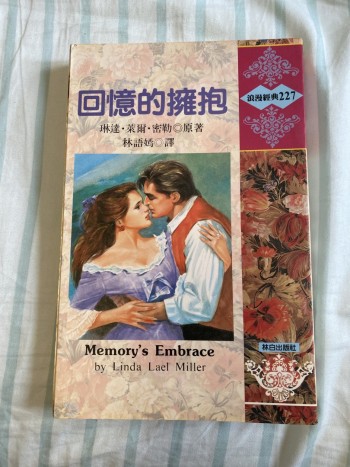 浪漫經典227
回憶的擁抱
琳達·萊爾·密勒◎原著
林語嫣◎譯
Memory's Embrace
by Linda Lael Miller
林白出版社